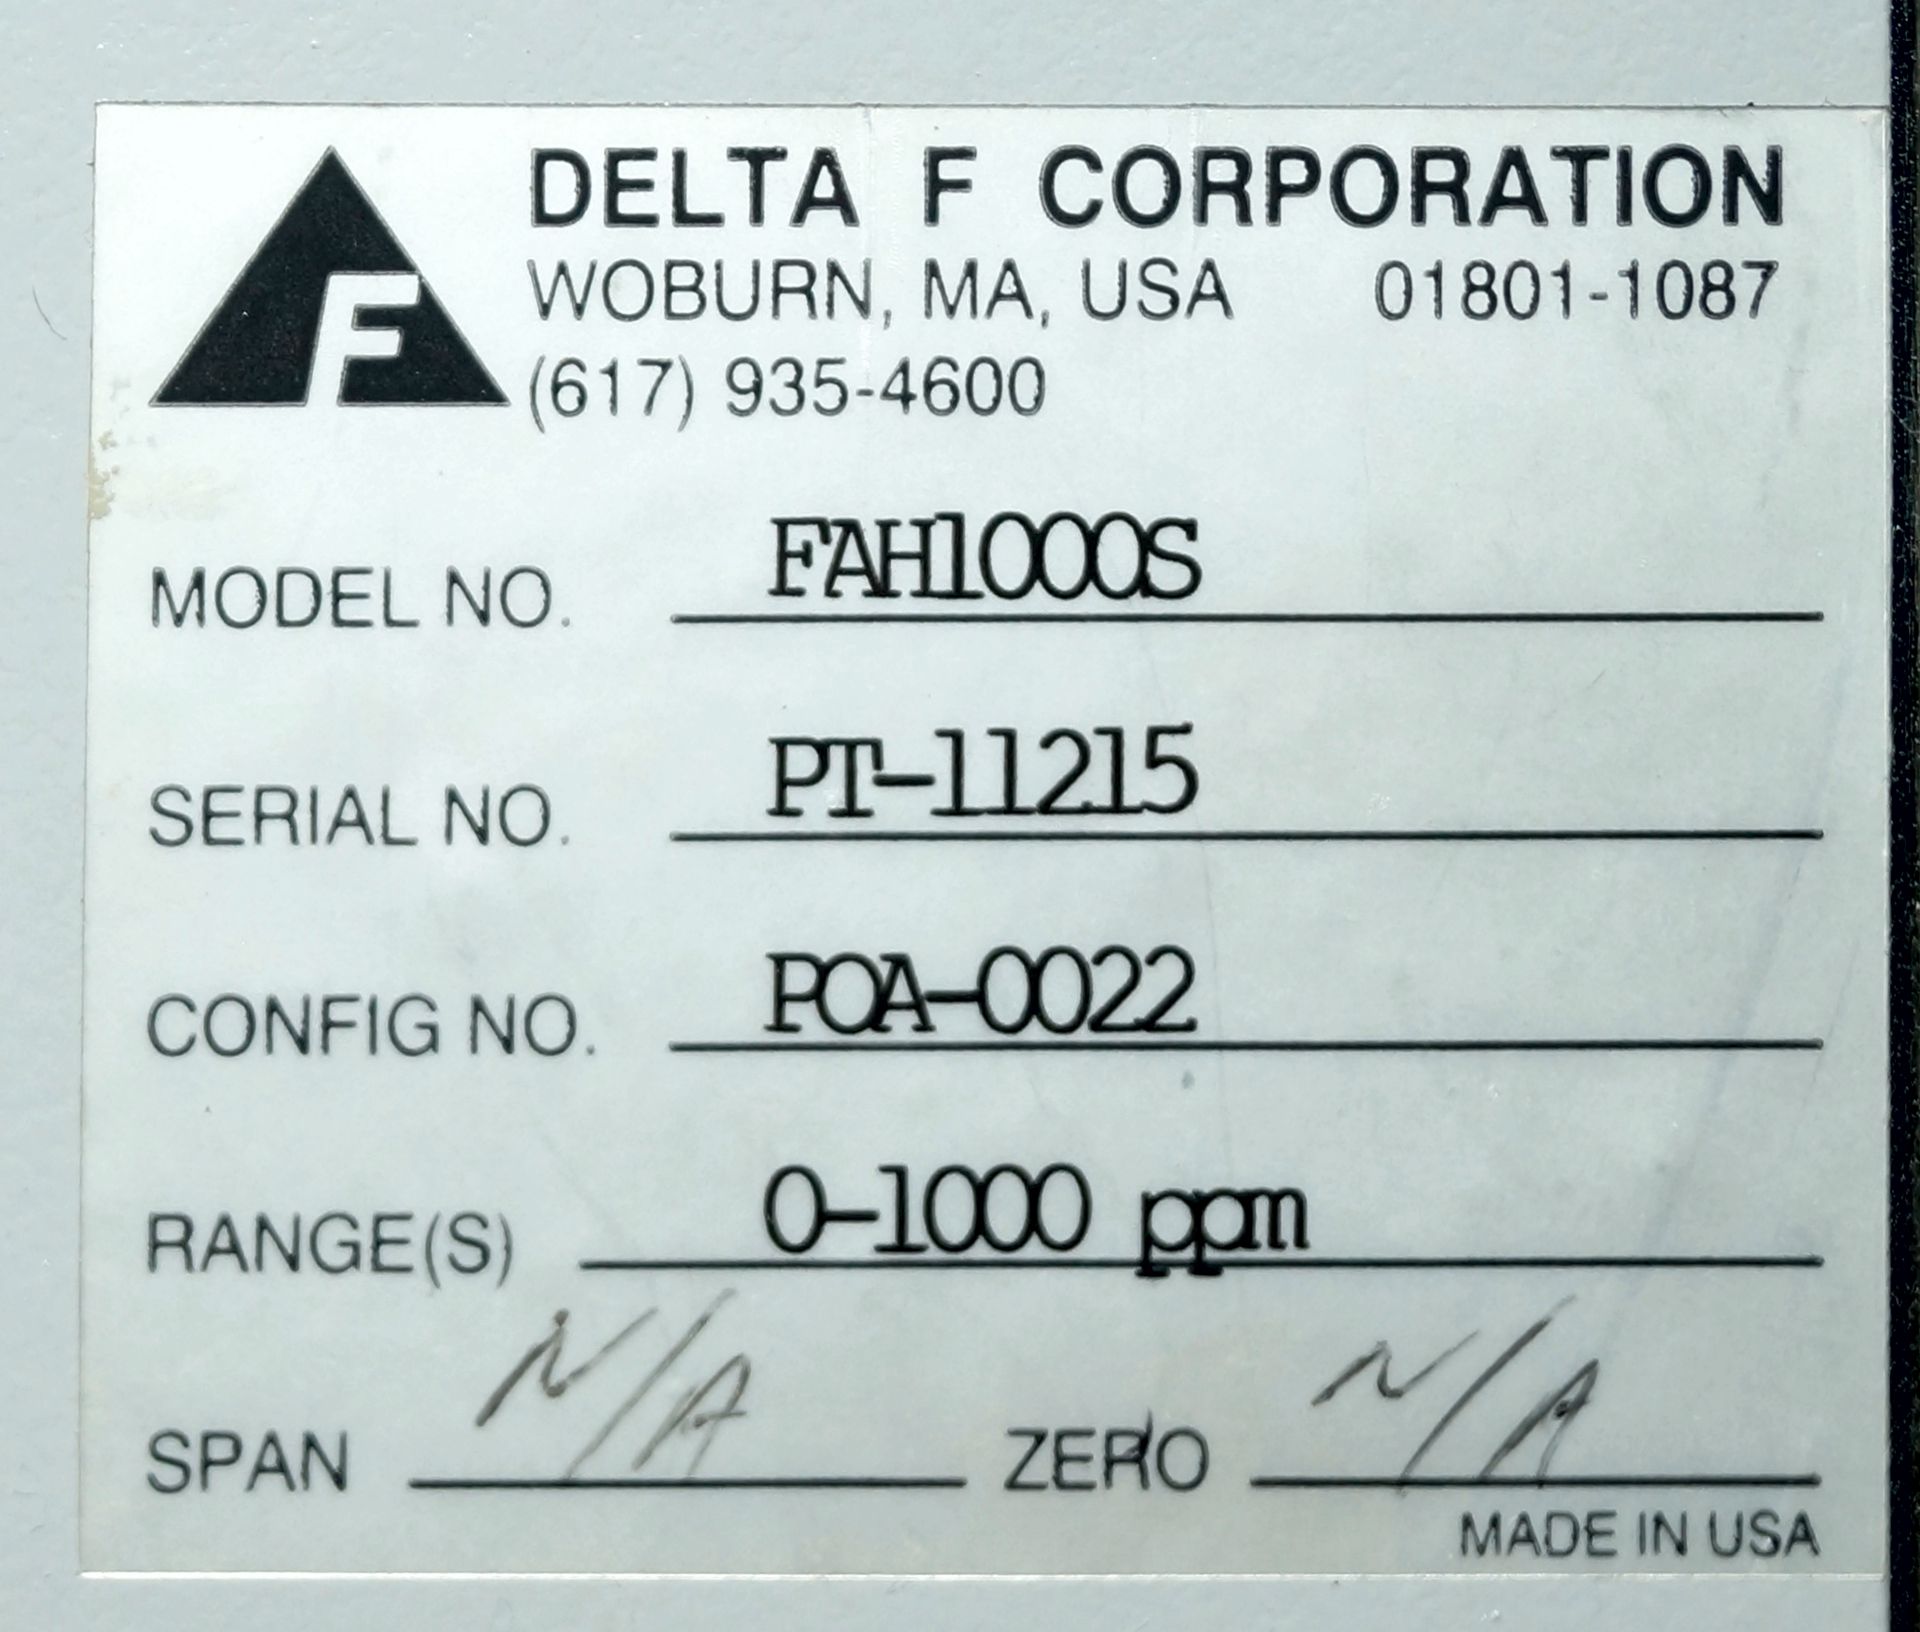 F
DELTA F CORPORATION
WOBURN, MA, USA 01801-1087
(617) 935-4600
MODEL NO. FAH1000S
SERIAL NO. PT-11215
CONFIG NO. POA-0022
RANGE(S) 0-1000 ppm
SPAN N/A ZERO N/A
MADE IN USA